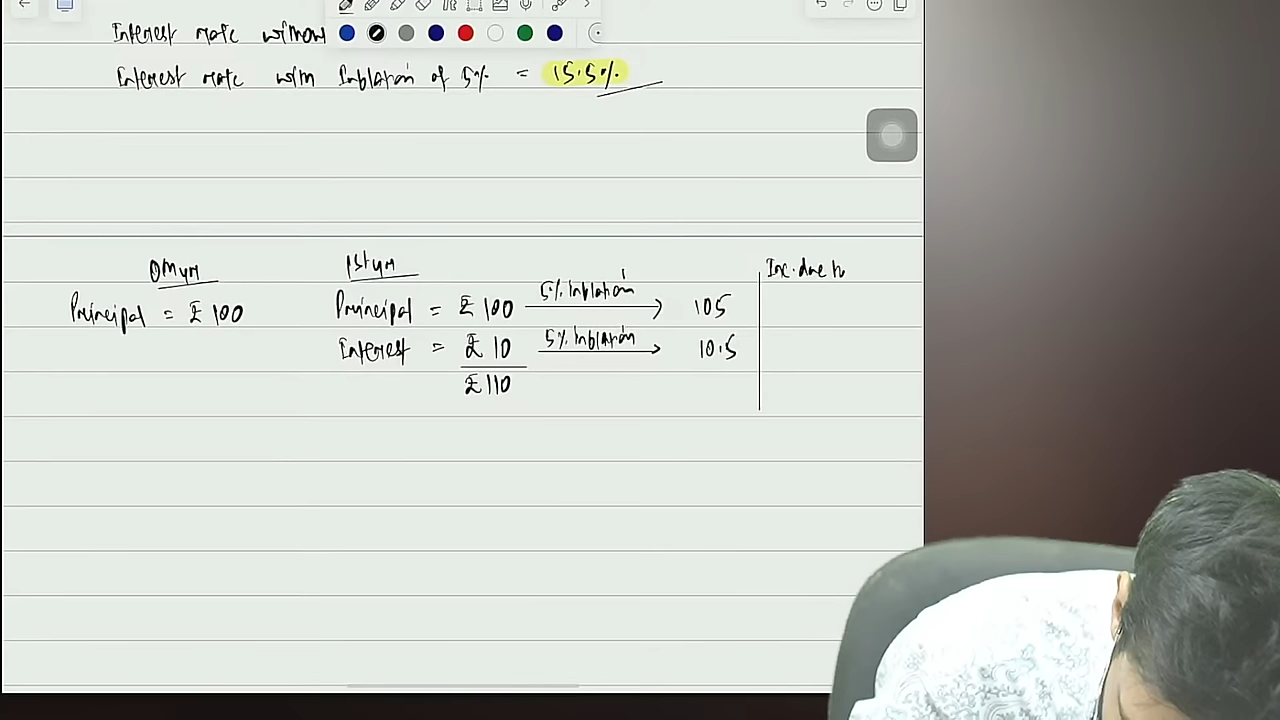 Interest rate without
Interest rate with Inflation of 5% = 15.5%
0th yr
1st yr
Inc. due to
Principal = ₹ 100
Principal = ₹ 100
5% Inflation
105
Interest = ₹ 10
5% Inflation
10.5
₹ 110